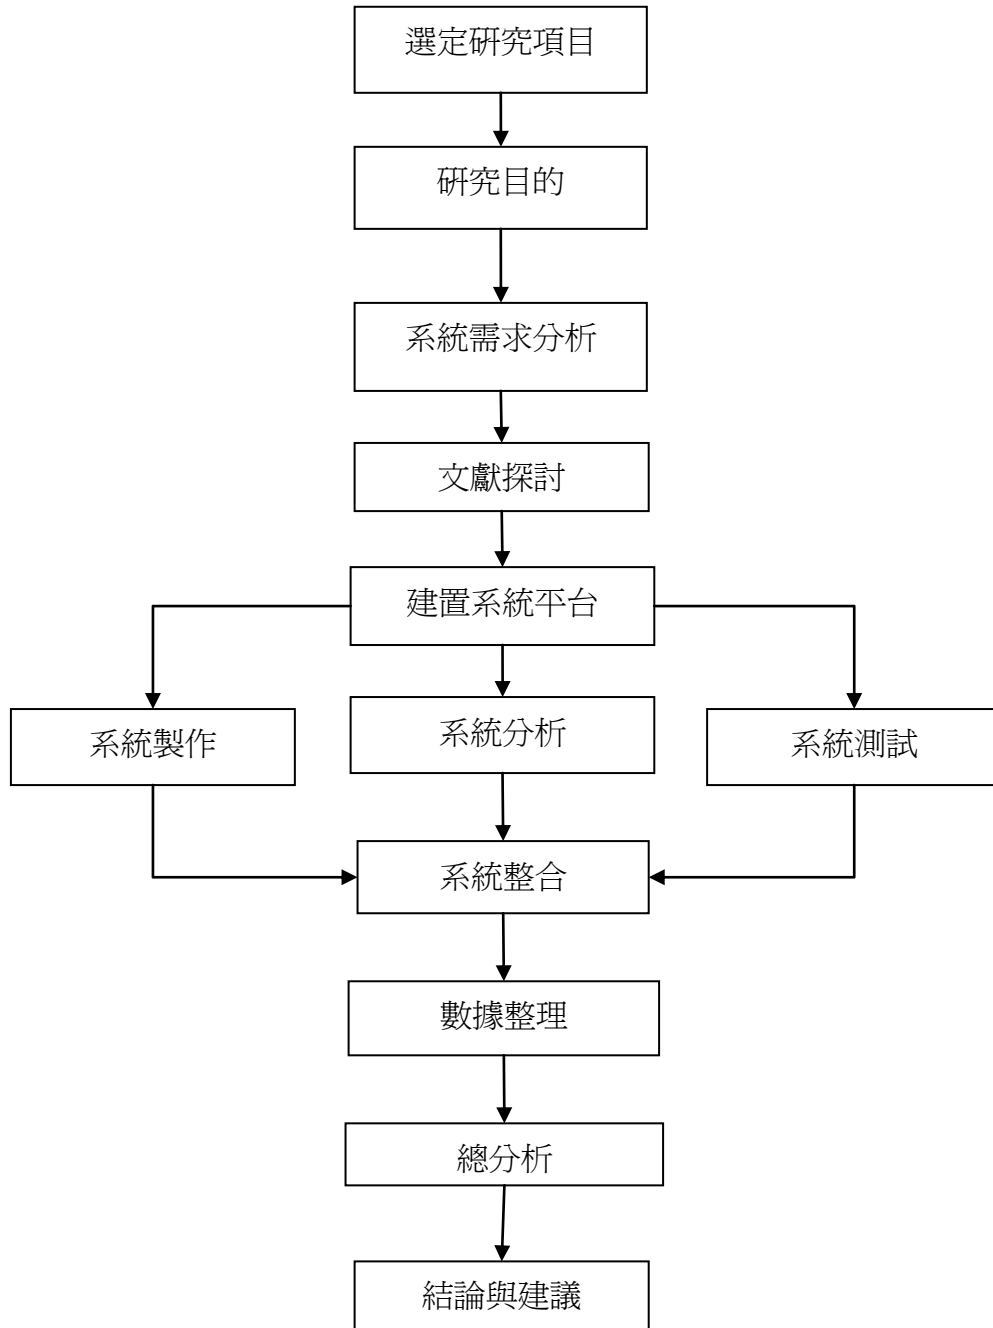 選定研究項目
研究目的
系統需求分析
文獻探討
建置系統平台
系統製作
系統分析
系統測試
系統整合
數據整理
總分析
結論與建議